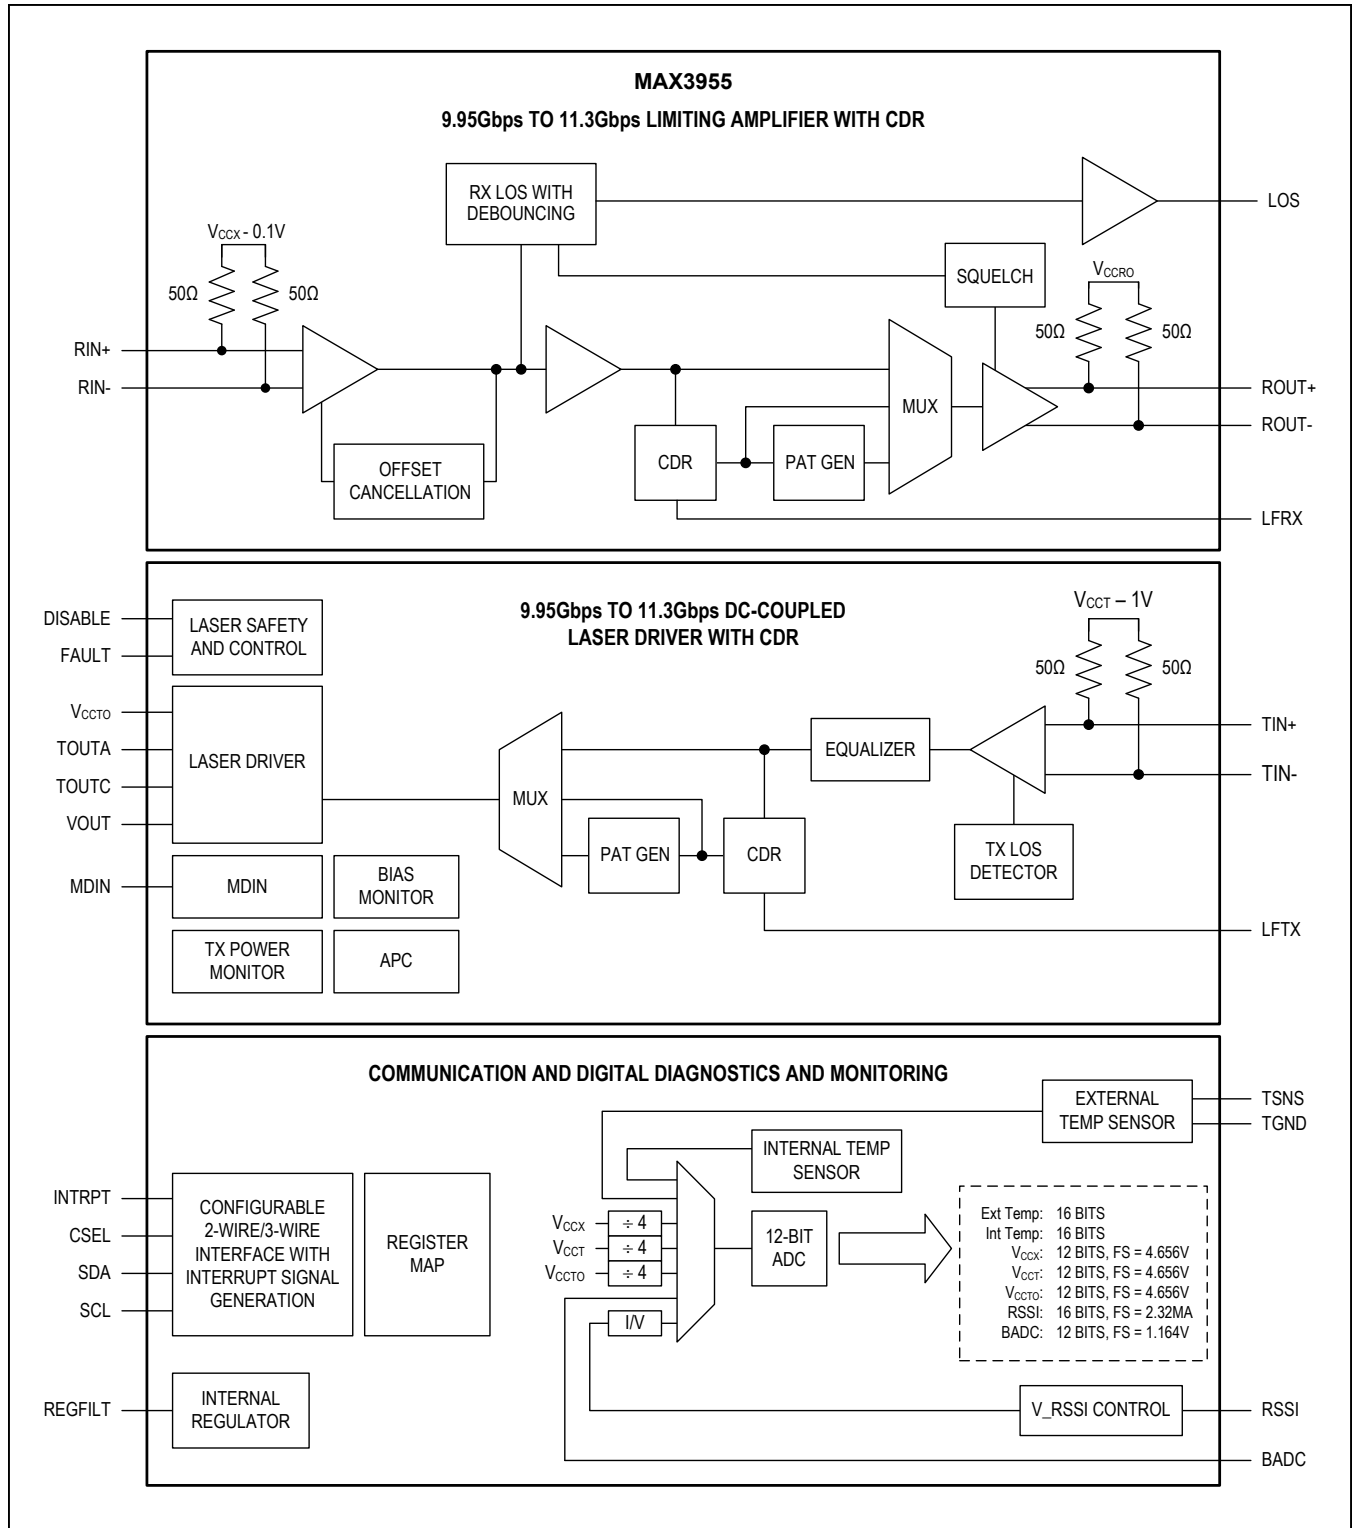 MAX3955
9.95Gbps TO 11.3Gbps LIMITING AMPLIFIER WITH CDR
RX LOS WITH
DEBOUNCING
LOS
VCCX - 0.1V
SQUELCH
VCCRO
50Ω
50Ω
50Ω
50Ω
RIN+
RIN-
MUX
ROUT+
ROUT-
OFFSET
CANCELLATION
CDR
PAT GEN
LFRX
9.95Gbps TO 11.3Gbps DC-COUPLED
LASER DRIVER WITH CDR
DISABLE
FAULT
LASER SAFETY
AND CONTROL
VCCT – 1V
50Ω
50Ω
VCCTO
TOUTA
TOUTC
VOUT
LASER DRIVER
MUX
EQUALIZER
TIN+
TIN-
PAT GEN
CDR
TX LOS
DETECTOR
MDIN
MDIN
BIAS
MONITOR
TX POWER
MONITOR
APC
LFTX
COMMUNICATION AND DIGITAL DIAGNOSTICS AND MONITORING
EXTERNAL
TEMP SENSOR
TSNS
TGND
INTERNAL TEMP
SENSOR
INTRPT
CSEL
SDA
SCL
CONFIGURABLE
2-WIRE/3-WIRE
INTERFACE WITH
INTERRUPT SIGNAL
GENERATION
REGISTER
MAP
VCCX ÷ 4
VCCT ÷ 4
VCCTO ÷ 4
I/V
12-BIT
ADC
Ext Temp: 16 BITS
Int Temp: 16 BITS
VCCX: 12 BITS, FS = 4.656V
VCCT: 12 BITS, FS = 4.656V
VCCTO: 12 BITS, FS = 4.656V
RSSI: 16 BITS, FS = 2.32MA
BADC: 12 BITS, FS = 1.164V
REGFILT
INTERNAL
REGULATOR
V_RSSI CONTROL
RSSI
BADC